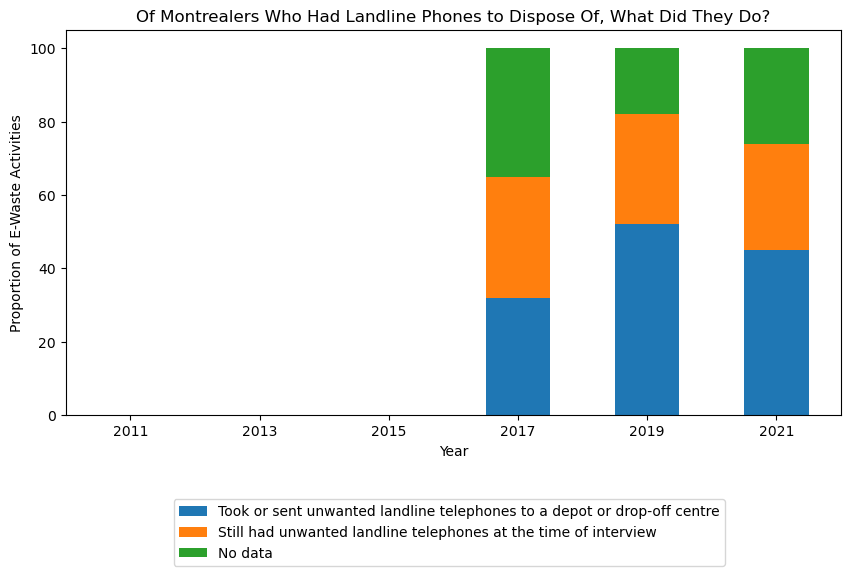 Of Montrealers Who Had Landline Phones to Dispose Of, What Did They Do?
Proportion of E-Waste Activities
100
80
60
40
20
0
2011 2013 2015 2017 2019 2021
Year
Took or sent unwanted landline telephones to a depot or drop-off centre
Still had unwanted landline telephones at the time of interview
No data